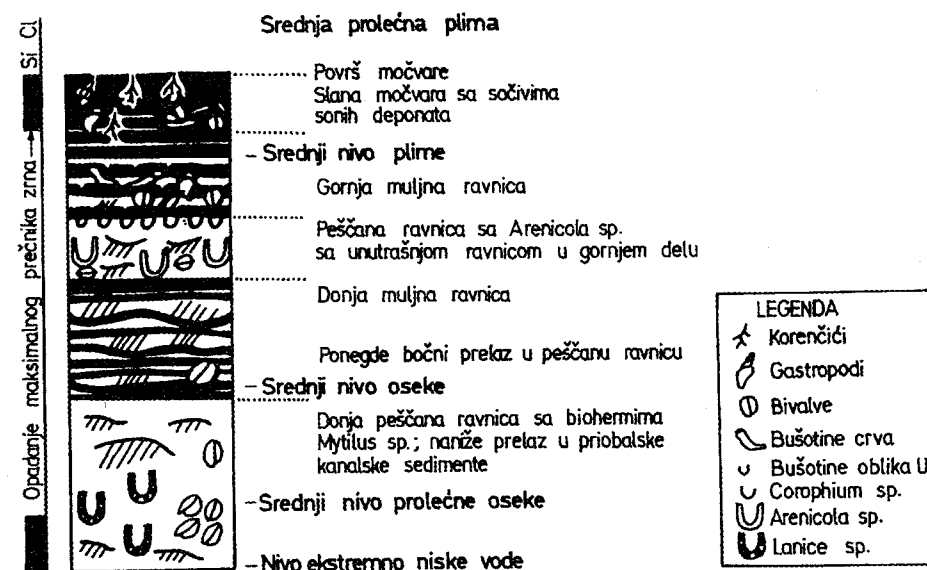 Srednja prolećna plima
Si Cl
Opadanje maksimalnog prečnika zrna
Površ močvare
Slana močvara sa sočivima
sonih deponata
Srednji nivo plime
Gornja muljna ravnica
Peščana ravnica sa Arenicola sp.
sa unutrašnjom ravnicom u gornjem delu
Donja muljna ravnica
Ponegde bočni prelaz u peščanu ravnicu
Srednji nivo oseke
Donja peščana ravnica sa biohermima
Mytilus sp.; naniže prelaz u priobalske
kanalske sedimente
Srednji nivo prolećne oseke
Nivo ekstremno niske vode
LEGENDA
Korenčići
Gastropodi
Bivalve
Bušotine crva
Bušotine oblika U
Corophium sp.
Arenicola sp.
Lanice sp.